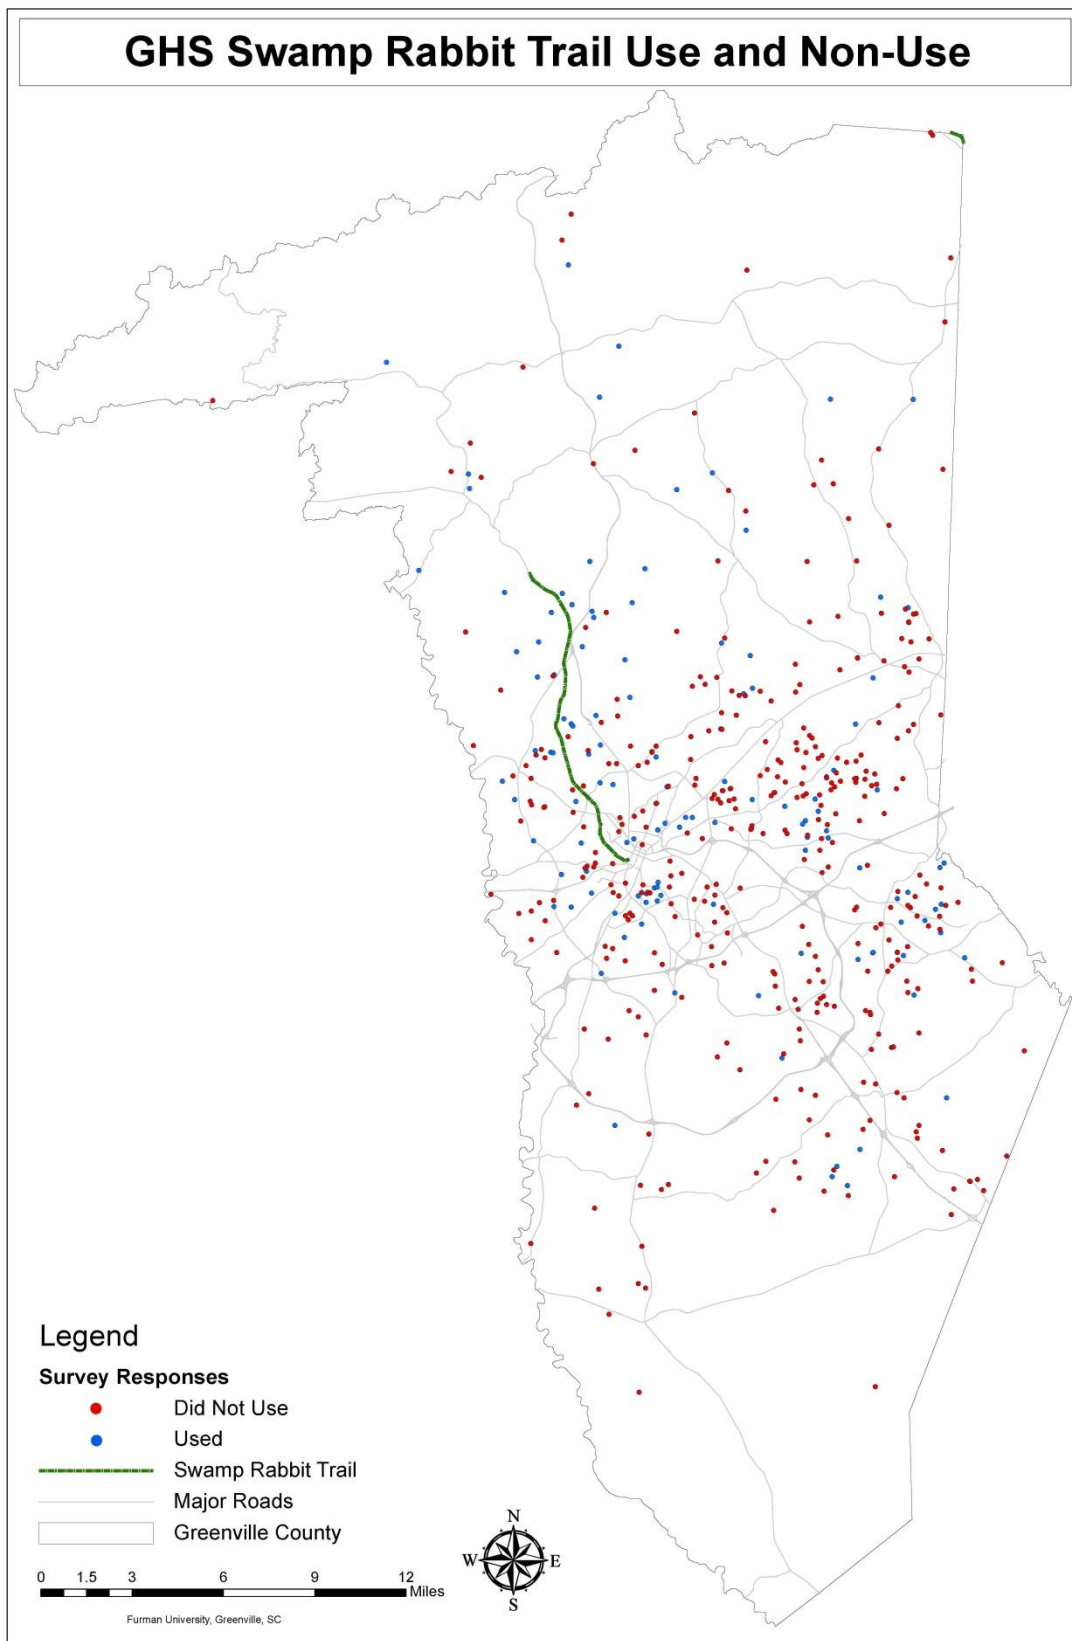 GHS Swamp Rabbit Trail Use and Non-Use
Legend
Survey Responses
Did Not Use
Used
Swamp Rabbit Trail
Major Roads
Greenville County
0 1.5 3 6 9 12
Miles
Furman University, Greenville, SC
N
W E
S